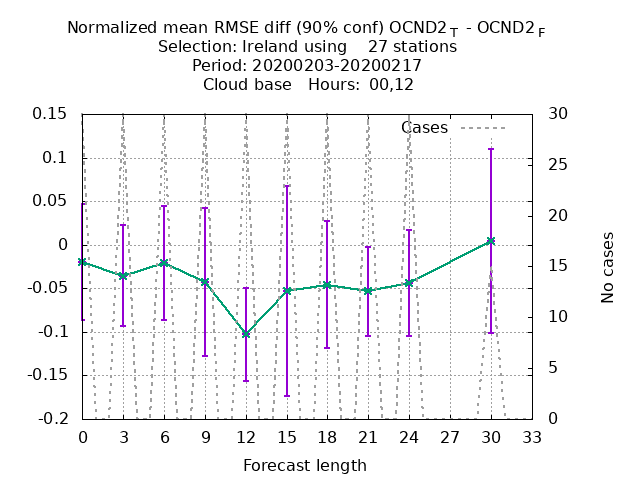 Normalized mean RMSE diff (90% conf) OCND2 T - OCND2 F
Selection: Ireland using 27 stations
Period: 20200203-20200217
Cloud base Hours: 00,12
Cases
0.15
0.1
0.05
0
-0.05
-0.1
-0.15
-0.2
30
25
20
15
10
5
0
No cases
0 3 6 9 12 15 18 21 24 27 30 33
Forecast length